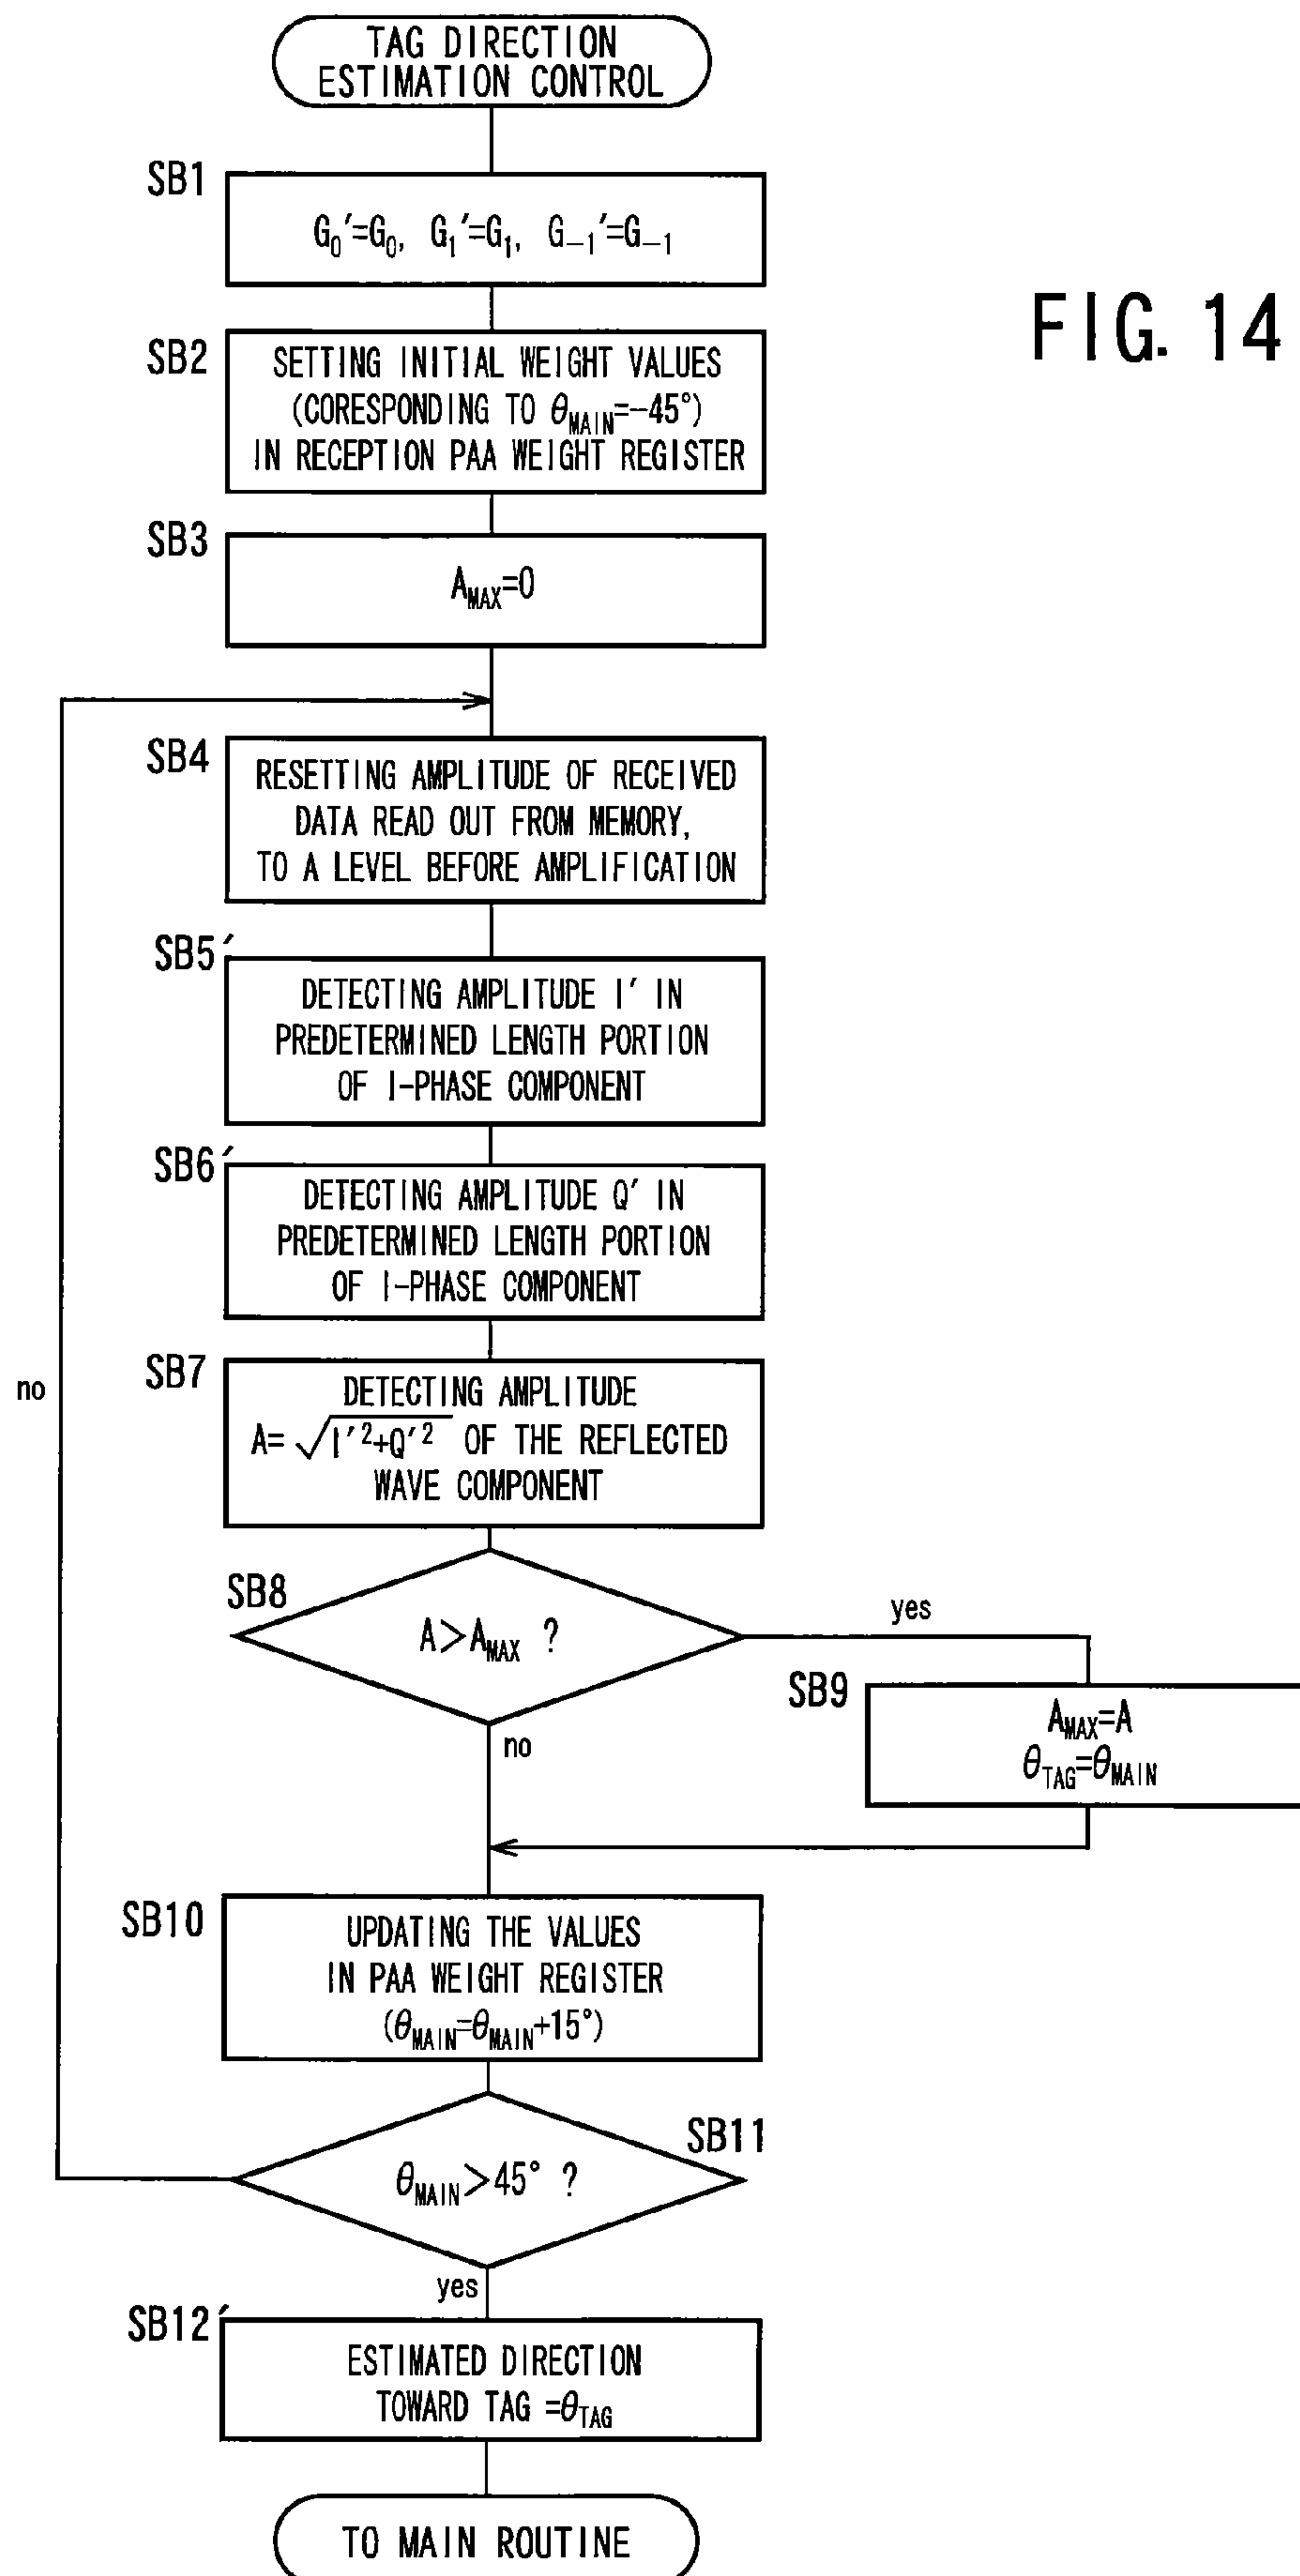 TAG DIRECTION
ESTIMATION CONTROL
SB1
G₀′=G₀, G₁′=G₁, G₋₁′=G₋₁
FIG. 14
SB2
SETTING INITIAL WEIGHT VALUES
(CORESPONDING TO θMAIN=-45°)
IN RECEPTION PAA WEIGHT REGISTER
SB3
AMAX=0
SB4
RESETTING AMPLITUDE OF RECEIVED
DATA READ OUT FROM MEMORY,
TO A LEVEL BEFORE AMPLIFICATION
SB5′
DETECTING AMPLITUDE I′ IN
PREDETERMINED LENGTH PORTION
OF I-PHASE COMPONENT
SB6′
DETECTING AMPLITUDE Q′ IN
PREDETERMINED LENGTH PORTION
OF I-PHASE COMPONENT
SB7
DETECTING AMPLITUDE
A= √I′²+Q′² OF THE REFLECTED
WAVE COMPONENT
no
SB8
A>AMAX ?
yes
no
SB9
AMAX=A
θTAG=θMAIN
SB10
UPDATING THE VALUES
IN PAA WEIGHT REGISTER
(θMAIN=θMAIN+15°)
SB11
θMAIN>45° ?
yes
SB12′
ESTIMATED DIRECTION
TOWARD TAG =θTAG
TO MAIN ROUTINE